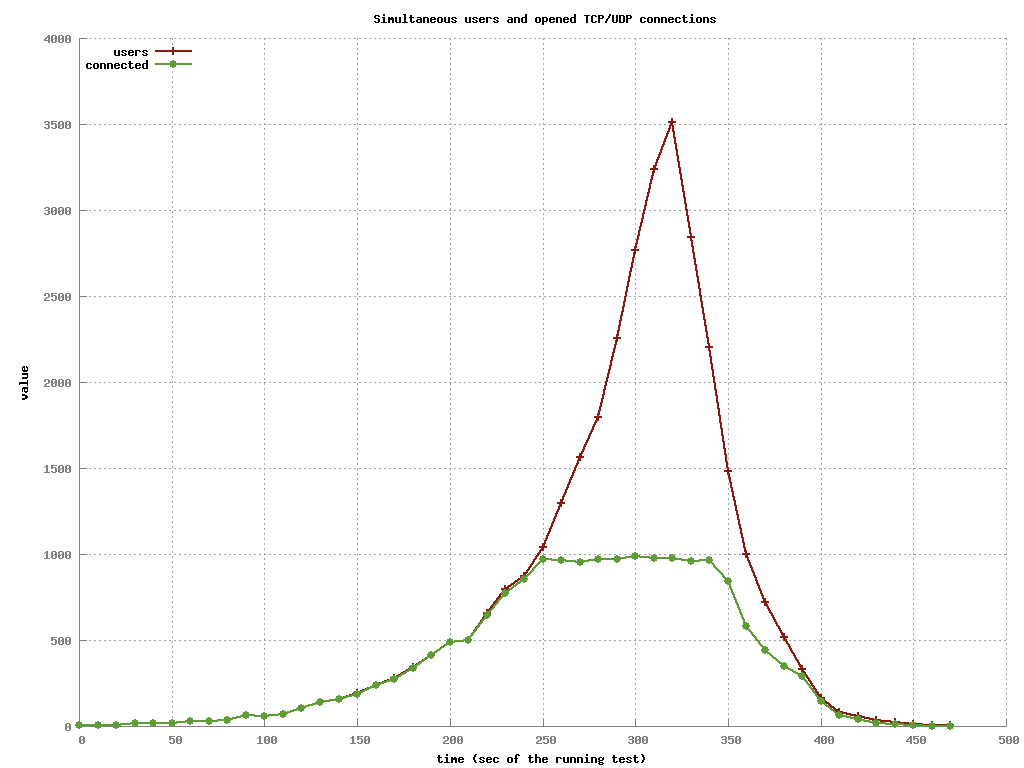 Simultaneous users and opened TCP/UDP connections
4000
users
connected
3500
3000
2500
2000
value
1500
1000
500
0
0 50 100 150 200 250 300 350 400 450 500
time (sec of the running test)